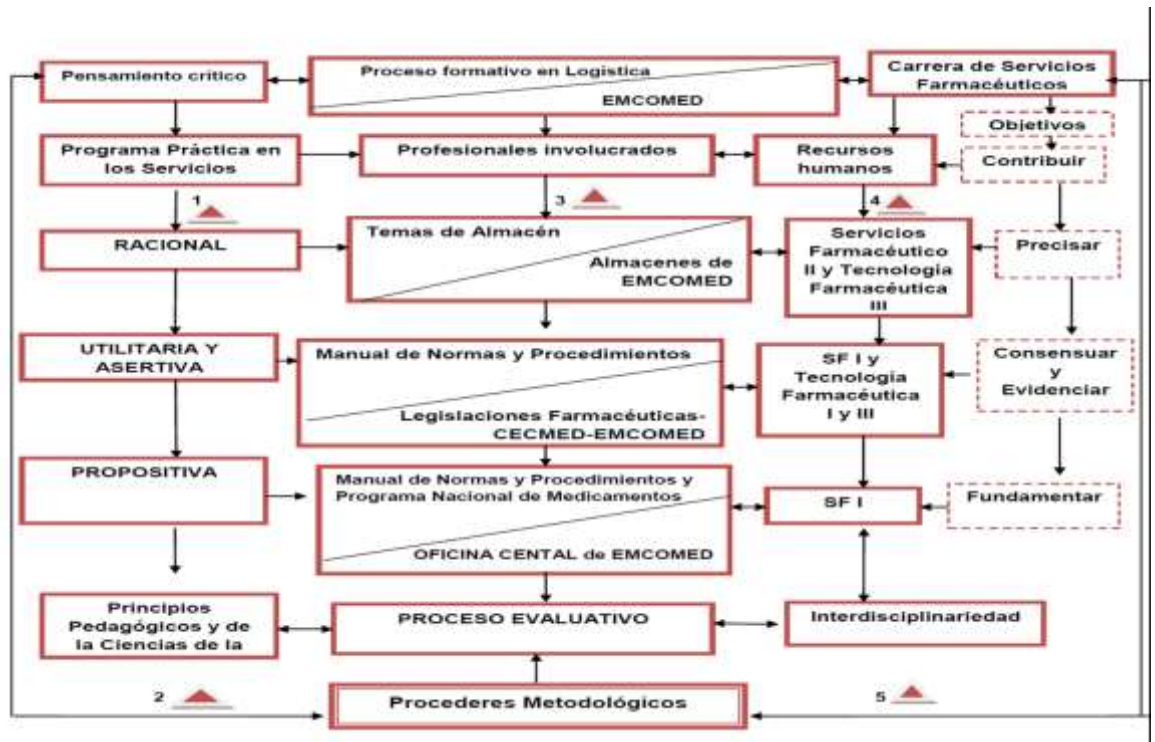 Pensamiento crítico
Proceso formativo en Logística
EMCOMED
Carrera de Servicios
Farmacéuticos
Objetivos
Programa Práctica en
los Servicios
Profesionales involucrados
Recursos
humanos
Contribuir
1
3
4
RACIONAL
Temas de Almacén
Almacenes de
EMCOMED
Servicios
Farmacéutico
II y Tecnología
Farmacéutica
III
Precisar
UTILITARIA Y
ASERTIVA
Manual de Normas y Procedimientos
Legislaciones Farmacéuticas-
CECMED-EMCOMED
SF I y
Tecnología
Farmacéutica
I y III
Consensuar
y
Evidenciar
PROPOSITIVA
Manual de Normas y Procedimientos y
Programa Nacional de Medicamentos
OFICINA CENTAL de EMCOMED
SF I
Fundamentar
Principios
Pedagógicos y de
la Ciencias de la
PROCESO EVALUATIVO
Interdisciplinariedad
2
Procederes Metodológicos
5